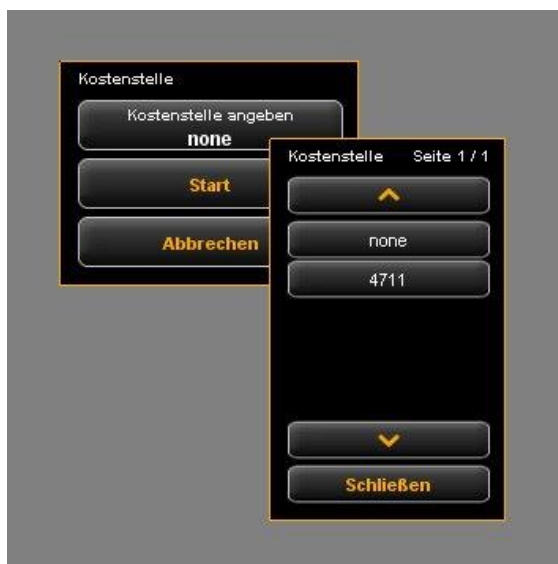 Kostenstelle
Kostenstelle angeben
none
Start
Abbrechen
Kostenstelle Seite 1 / 1
none
4711
Schließen